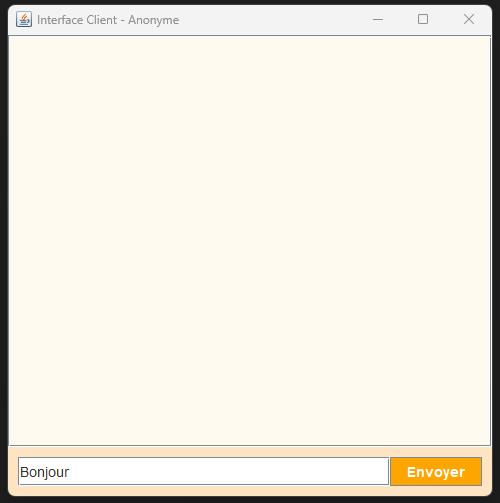 Interface Client - Anonyme
Bonjour
Envoyer